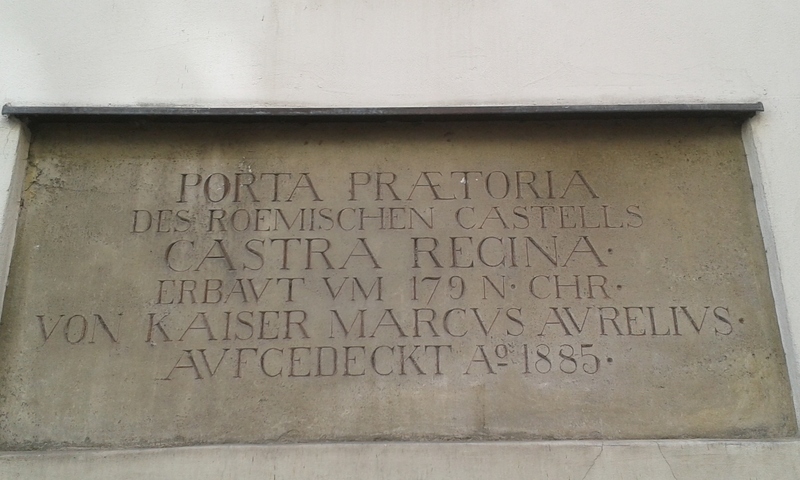 PORTA PRÆTORIA
DES ROEMISCHEN CASTELLS
CASTRA REGINA·
ERBAVT VM 179 N· CHR·
VON KAISER MARCVS AVRELIVS·
AVFGEDECKT Aº 1885·